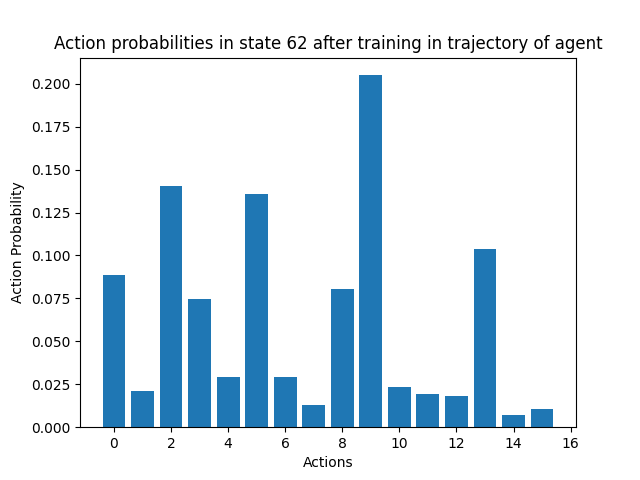 Action probabilities in state 62 after training in trajectory of agent
0.200
0.175
0.150
0.125
0.100
0.075
0.050
0.025
0.000
Action Probability
0 2 4 6 8 10 12 14 16
Actions